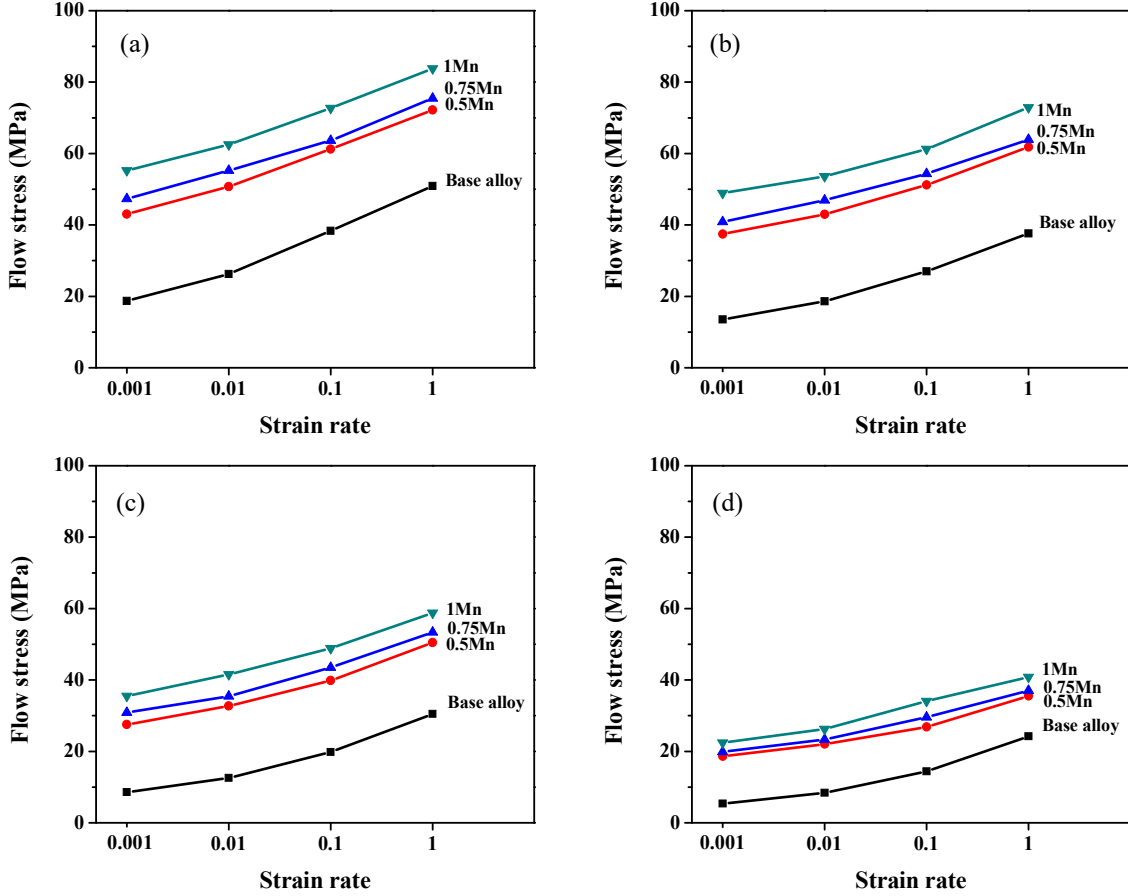 (a)
100
80
60
40
20
0
Flow stress (MPa)
1Mn
0.75Mn
0.5Mn
Base alloy
0.001
0.01
0.1
1
Strain rate
(b)
100
80
60
40
20
0
Flow stress (MPa)
1Mn
0.75Mn
0.5Mn
Base alloy
0.001
0.01
0.1
1
Strain rate
(c)
100
80
60
40
20
0
Flow stress (MPa)
1Mn
0.75Mn
0.5Mn
Base alloy
0.001
0.01
0.1
1
Strain rate
(d)
100
80
60
40
20
0
Flow stress (MPa)
1Mn
0.75Mn
0.5Mn
Base alloy
0.001
0.01
0.1
1
Strain rate